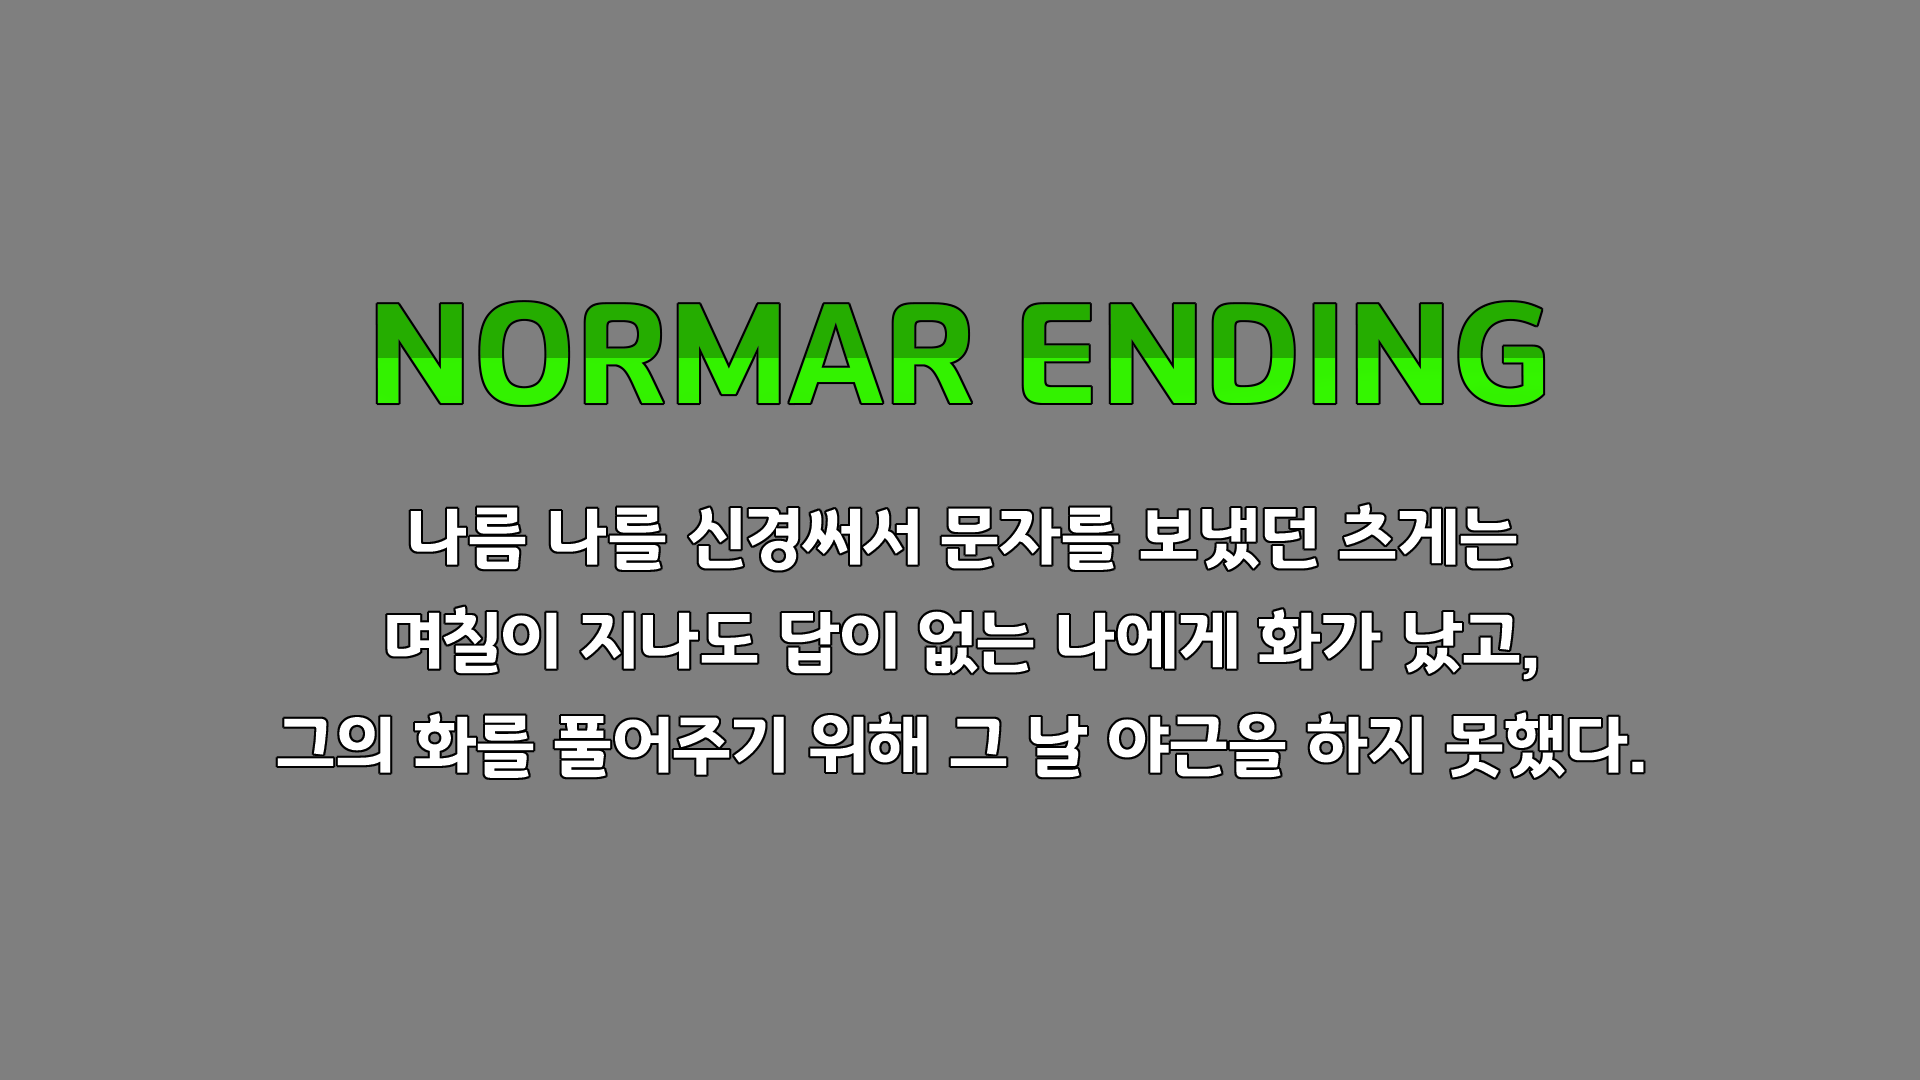 NORMAR ENDING
나름 나를 신경써서 문자를 보냈던 츠게는
며칠이 지나도 답이 없는 나에게 화가 났고,
그의 화를 풀어주기 위해 그 날 야근을 하지 못했다.